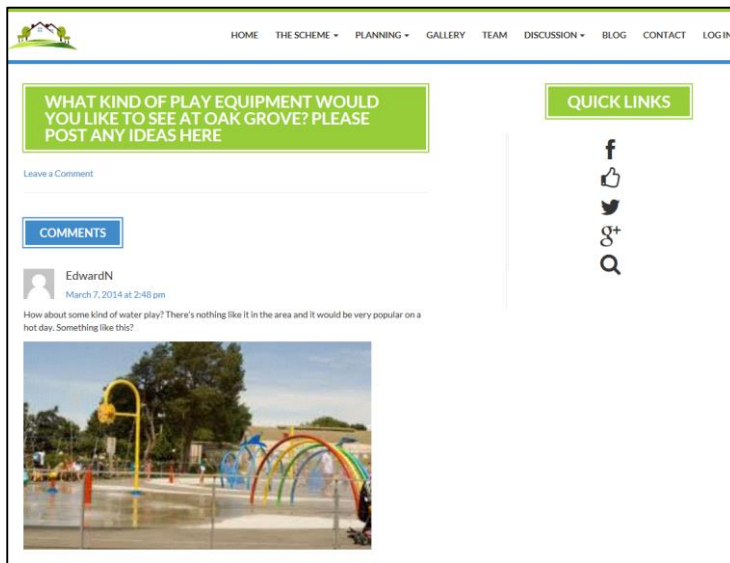 HOME THE SCHEME PLANNING GALLERY TEAM DISCUSSION BLOG CONTACT LOG IN
WHAT KIND OF PLAY EQUIPMENT WOULD
YOU LIKE TO SEE AT OAK GROVE? PLEASE
POST ANY IDEAS HERE
QUICK LINKS
Leave a Comment
COMMENTS
EdwardN
March 7, 2014 at 2:48 pm
How about some kind of water play? There's nothing like it in the area and it would be very popular on a
hot day. Something like this?